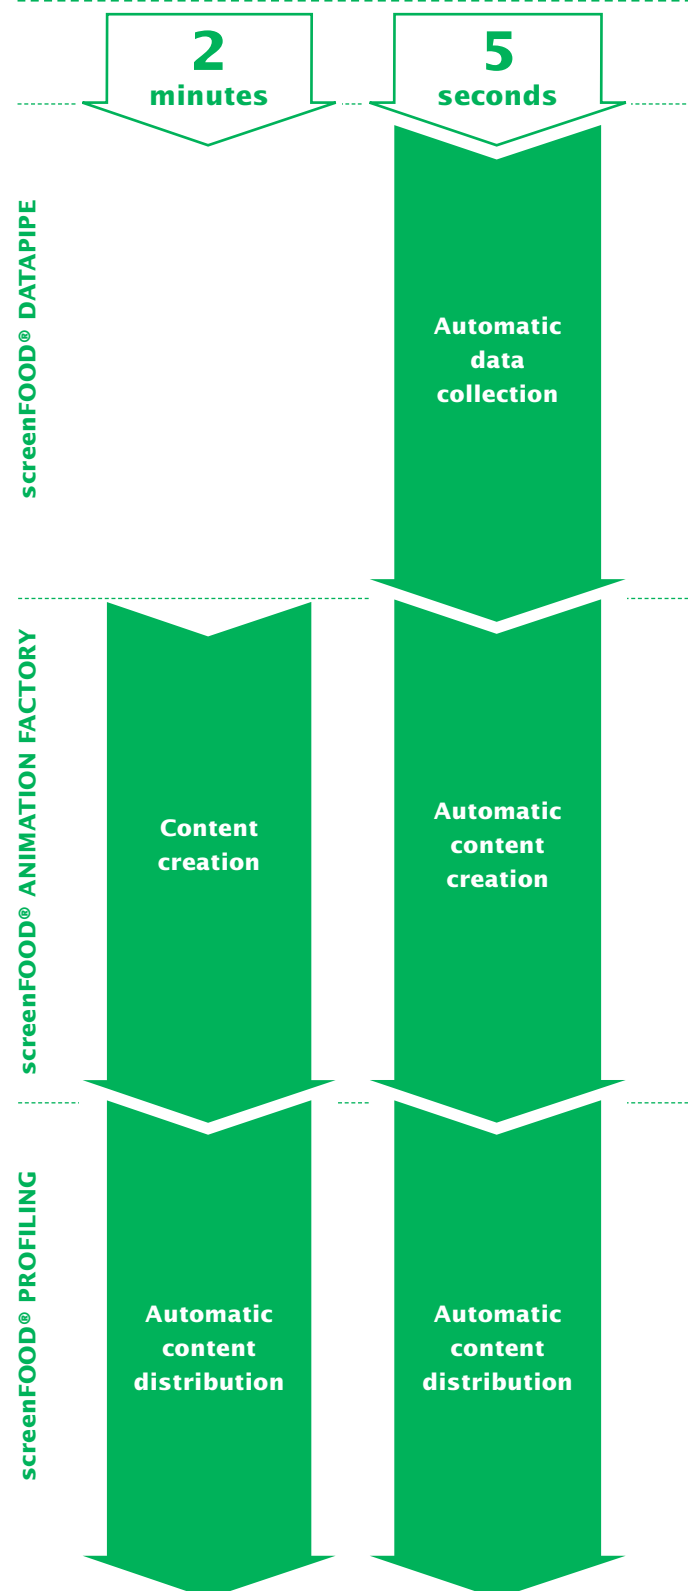 2
minutes
5
seconds
screenFOOD® DATAPIPE
Automatic
data
collection
screenFOOD® ANIMATION FACTORY
Content
creation
Automatic
content
creation
screenFOOD® PROFILING
Automatic
content
distribution
Automatic
content
distribution